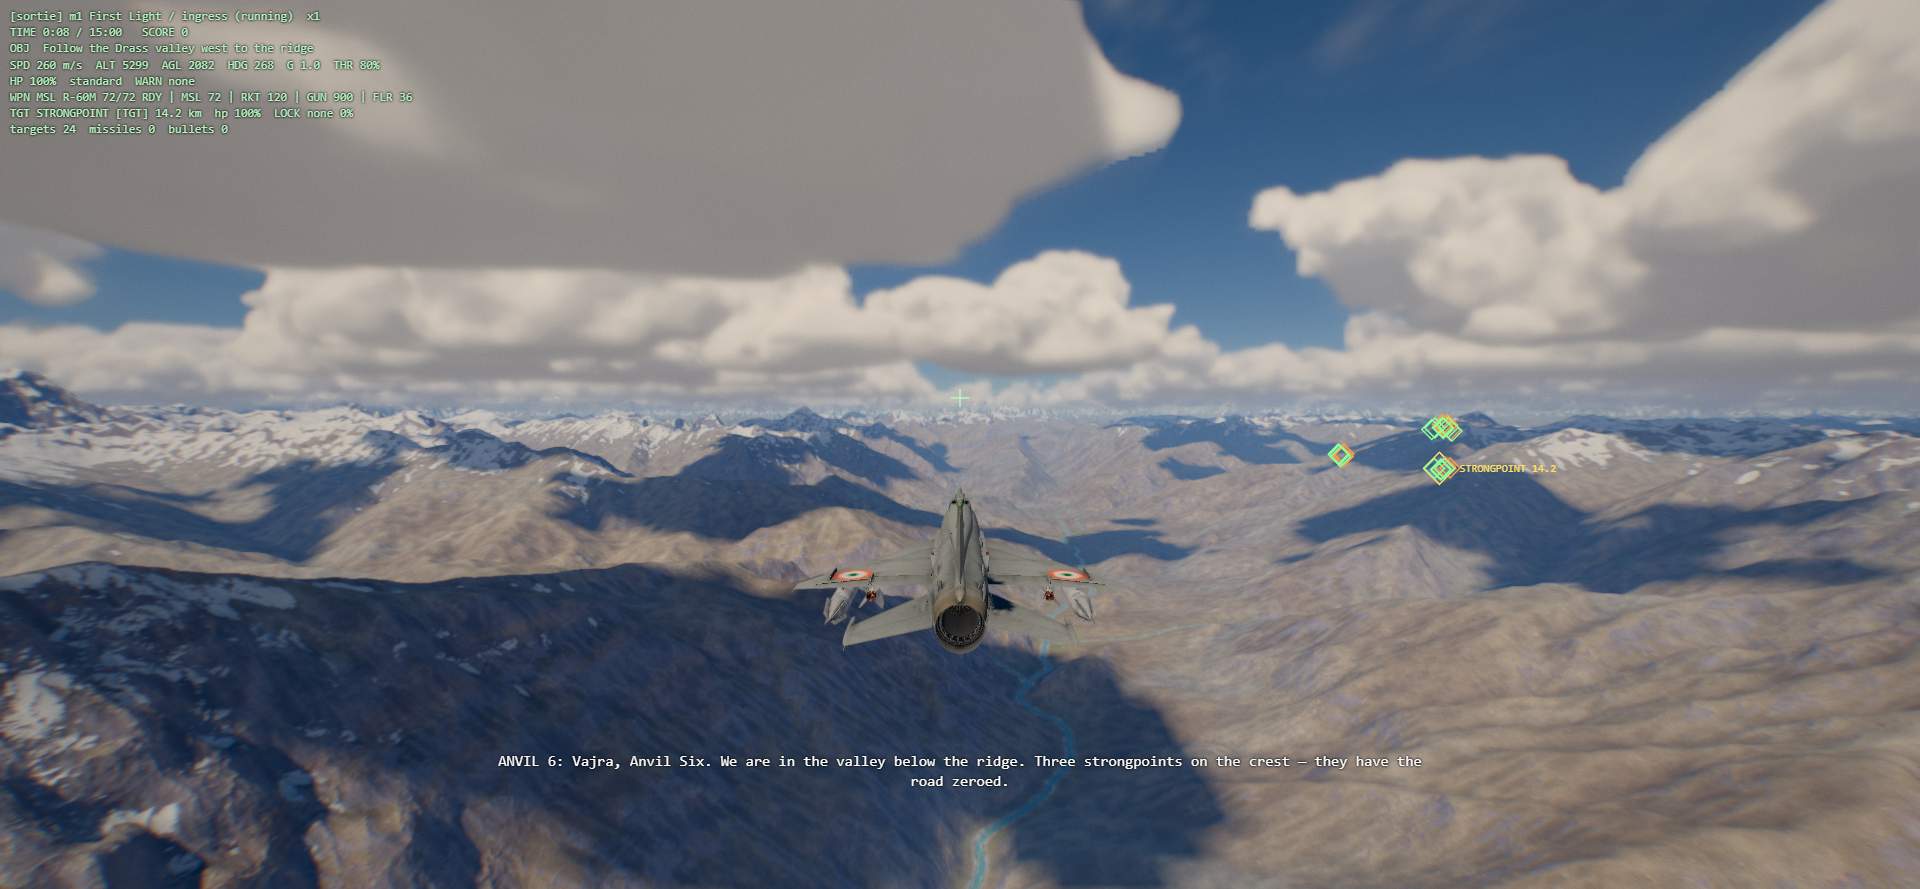 [sortie] m1 First Light / ingress (running)  x1
TIME 0:08 / 15:00   SCORE 0
OBJ  Follow the Drass valley west to the ridge
SPD 260 m/s  ALT 5299  AGL 2082  HDG 268  G 1.0  THR 80%
HP 100%  standard  WARN none
WPN MSL R-60M 72/72 RDY | MSL 72 | RKT 120 | GUN 900 | FLR 36
TGT STRONGPOINT [TGT] 14.2 km  hp 100%  LOCK none 0%
targets 24  missiles 0  bullets 0
STRONGPOINT 14.2
ANVIL 6: Vajra, Anvil Six. We are in the valley below the ridge. Three strongpoints on the crest — they have the
road zeroed.